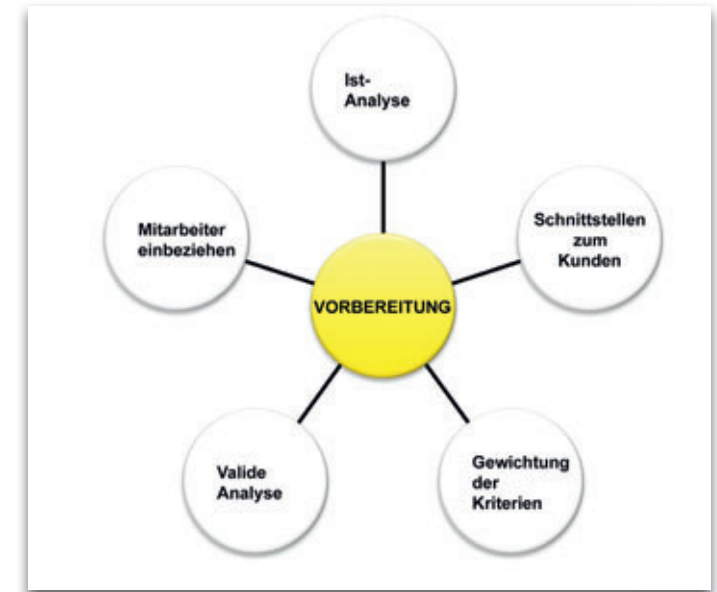 Ist-
Analyse
Mitarbeiter
einbeziehen
Schnittstellen
zum
Kunden
VORBEREITUNG
Valide
Analyse
Gewichtung
der
Kriterien